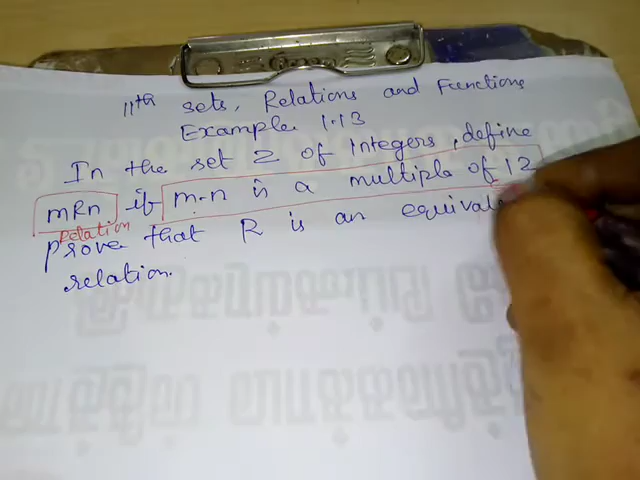 11th sets, Relations and Functions
Example 1.13
In the set Z of integers, define
mRn if m-n is a multiple of 12
Relation
prove that R is an
relation.